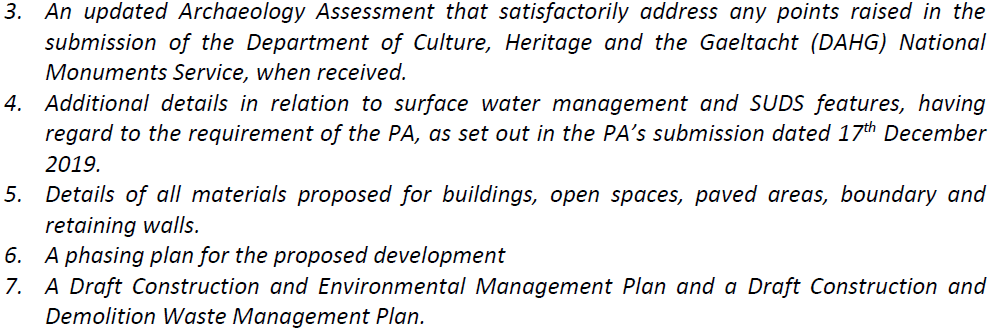 3. An updated Archaeology Assessment that satisfactorily address any points raised in the
submission of the Department of Culture, Heritage and the Gaeltacht (DAHG) National
Monuments Service, when received.
4. Additional details in relation to surface water management and SUDS features, having
regard to the requirement of the PA, as set out in the PA’s submission dated 17th December
2019.
5. Details of all materials proposed for buildings, open spaces, paved areas, boundary and
retaining walls.
6. A phasing plan for the proposed development
7. A Draft Construction and Environmental Management Plan and a Draft Construction and
Demolition Waste Management Plan.